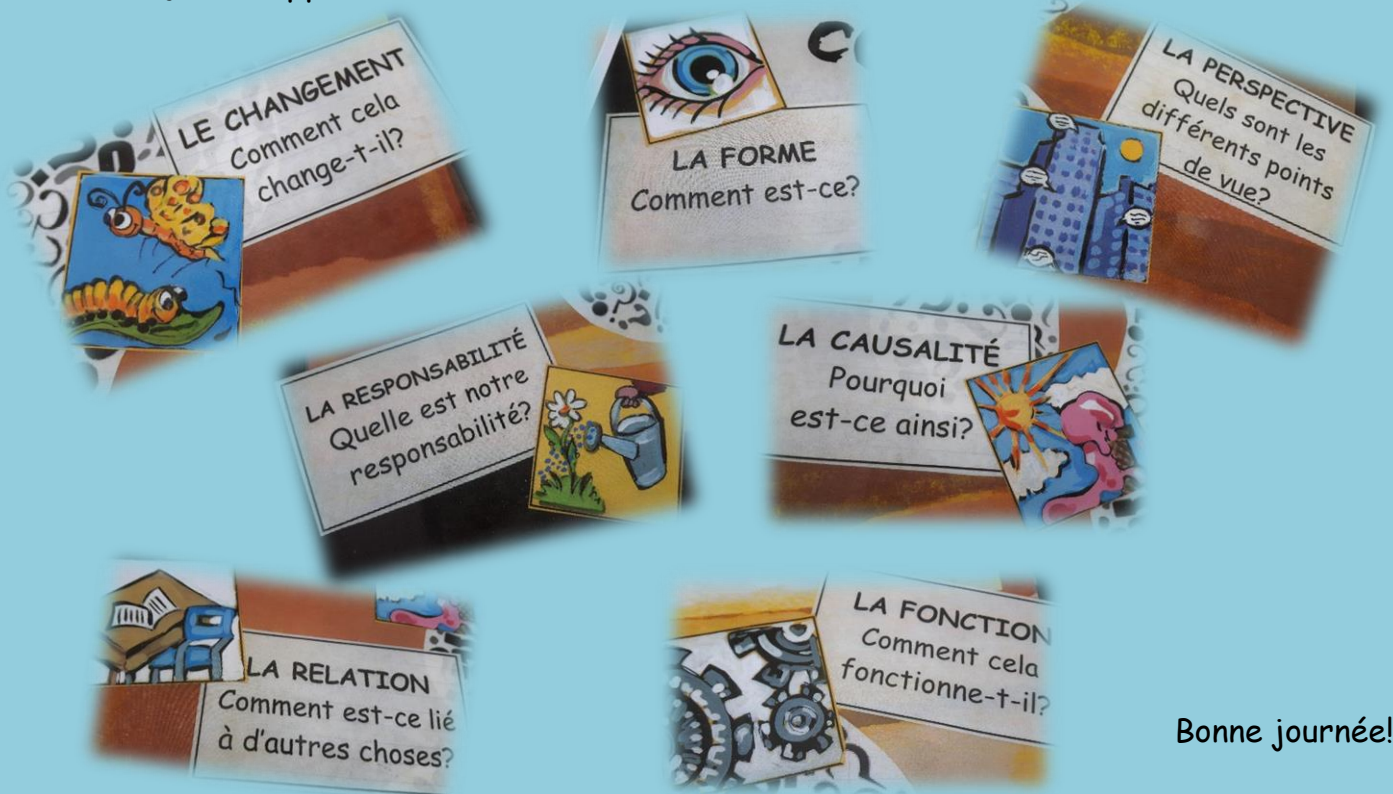 LE CHANGEMENT
Comment cela
change-t-il?
LA FORME
Comment est-ce?
LA PERSPECTIVE
Quels sont les
différents points
de vue?
LA RESPONSABILITÉ
Quelle est notre
responsabilité?
LA CAUSALITÉ
Pourquoi
est-ce ainsi?
LA RELATION
Comment est-ce lié
à d'autres choses?
LA FONCTION
Comment cela
fonctionne-t-il?
Bonne journée!